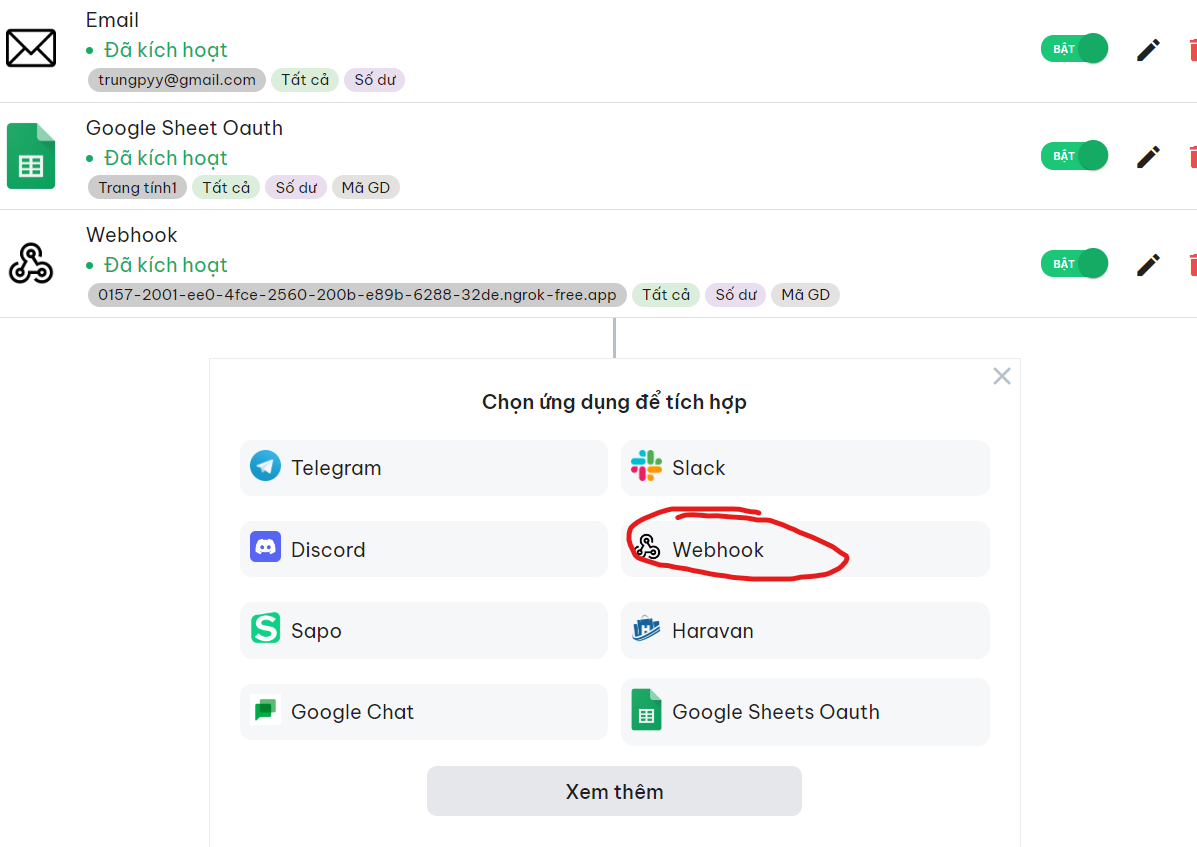 Email
Đã kích hoạt
BẬT
trungpyy@gmail.com Tất cả Số dư
Google Sheet Oauth
Đã kích hoạt
BẬT
Trang tính1 Tất cả Số dư Mã GD
Webhook
Đã kích hoạt
BẬT
0157-2001-ee0-4fce-2560-200b-e89b-6288-32de.ngrok-free.app Tất cả Số dư Mã GD
Chọn ứng dụng để tích hợp
Telegram Slack
Discord Webhook
Sapo Haravan
Google Chat Google Sheets Oauth
Xem thêm